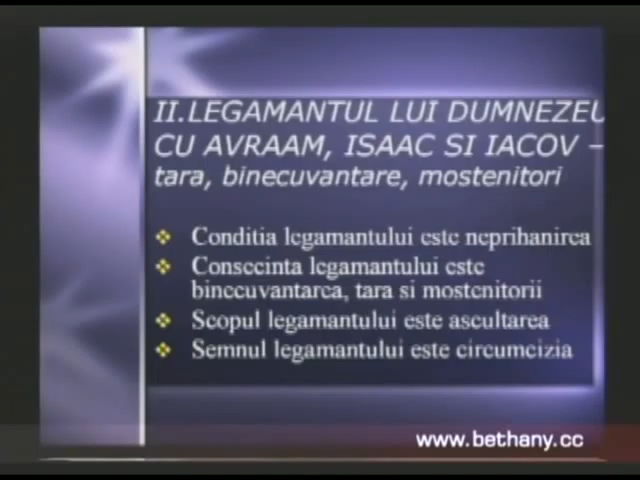 II.LEGAMANTUL LUI DUMNEZEU
CU AVRAAM, ISAAC SI IACOV –
tara, binecuvantare, mostenitori
Conditia legamantului este neprihanirea
Consecinta legamantului este
binecuvantarea, tara si mostenitorii
Scopul legamantului este ascultarea
Semnul legamantului este circumcizia
www.bethany.cc